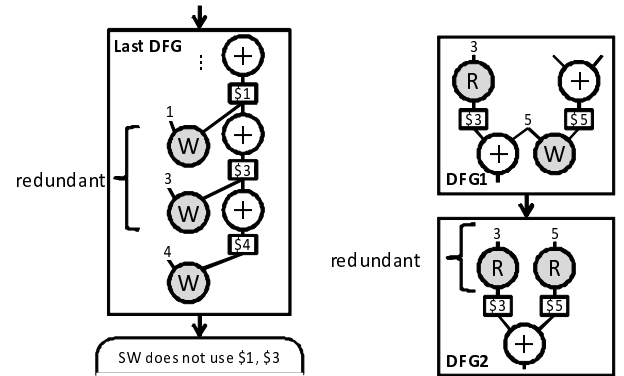 Last DFG
+
$1
1
+
W
redundant
$3
3
+
W
$4
4
W
SW does not use $1, $3
3
R
+
$3
5
$5
+
W
DFG1
redundant
3
5
R
R
$3
$5
+
DFG2